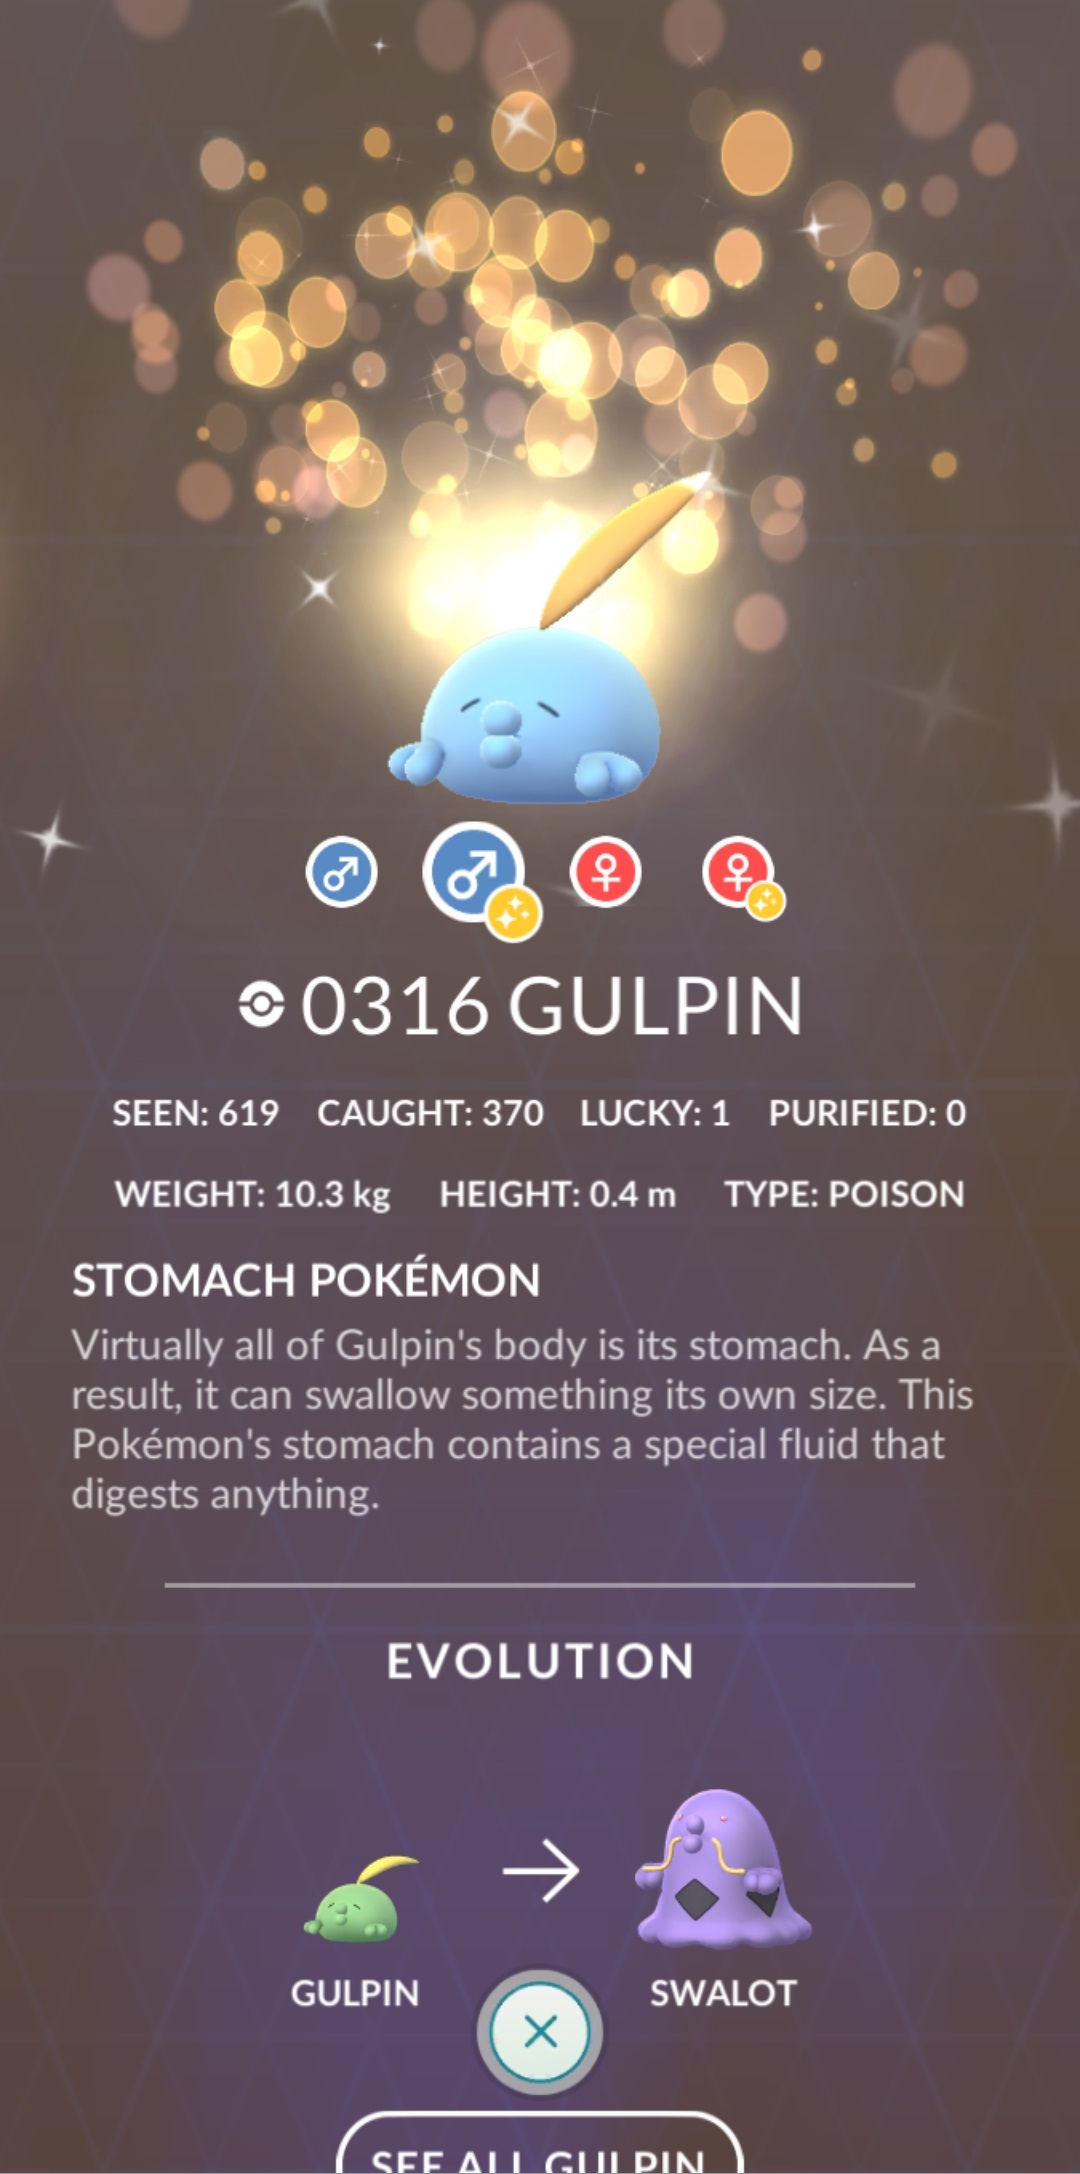 0316 GULPIN
SEEN: 619 CAUGHT: 370 LUCKY: 1 PURIFIED: 0
WEIGHT: 10.3 kg HEIGHT: 0.4 m TYPE: POISON
STOMACH POKÉMON
Virtually all of Gulpin's body is its stomach. As a
result, it can swallow something its own size. This
Pokémon's stomach contains a special fluid that
digests anything.
EVOLUTION
GULPIN SWALOT
SEE ALL GULPIN